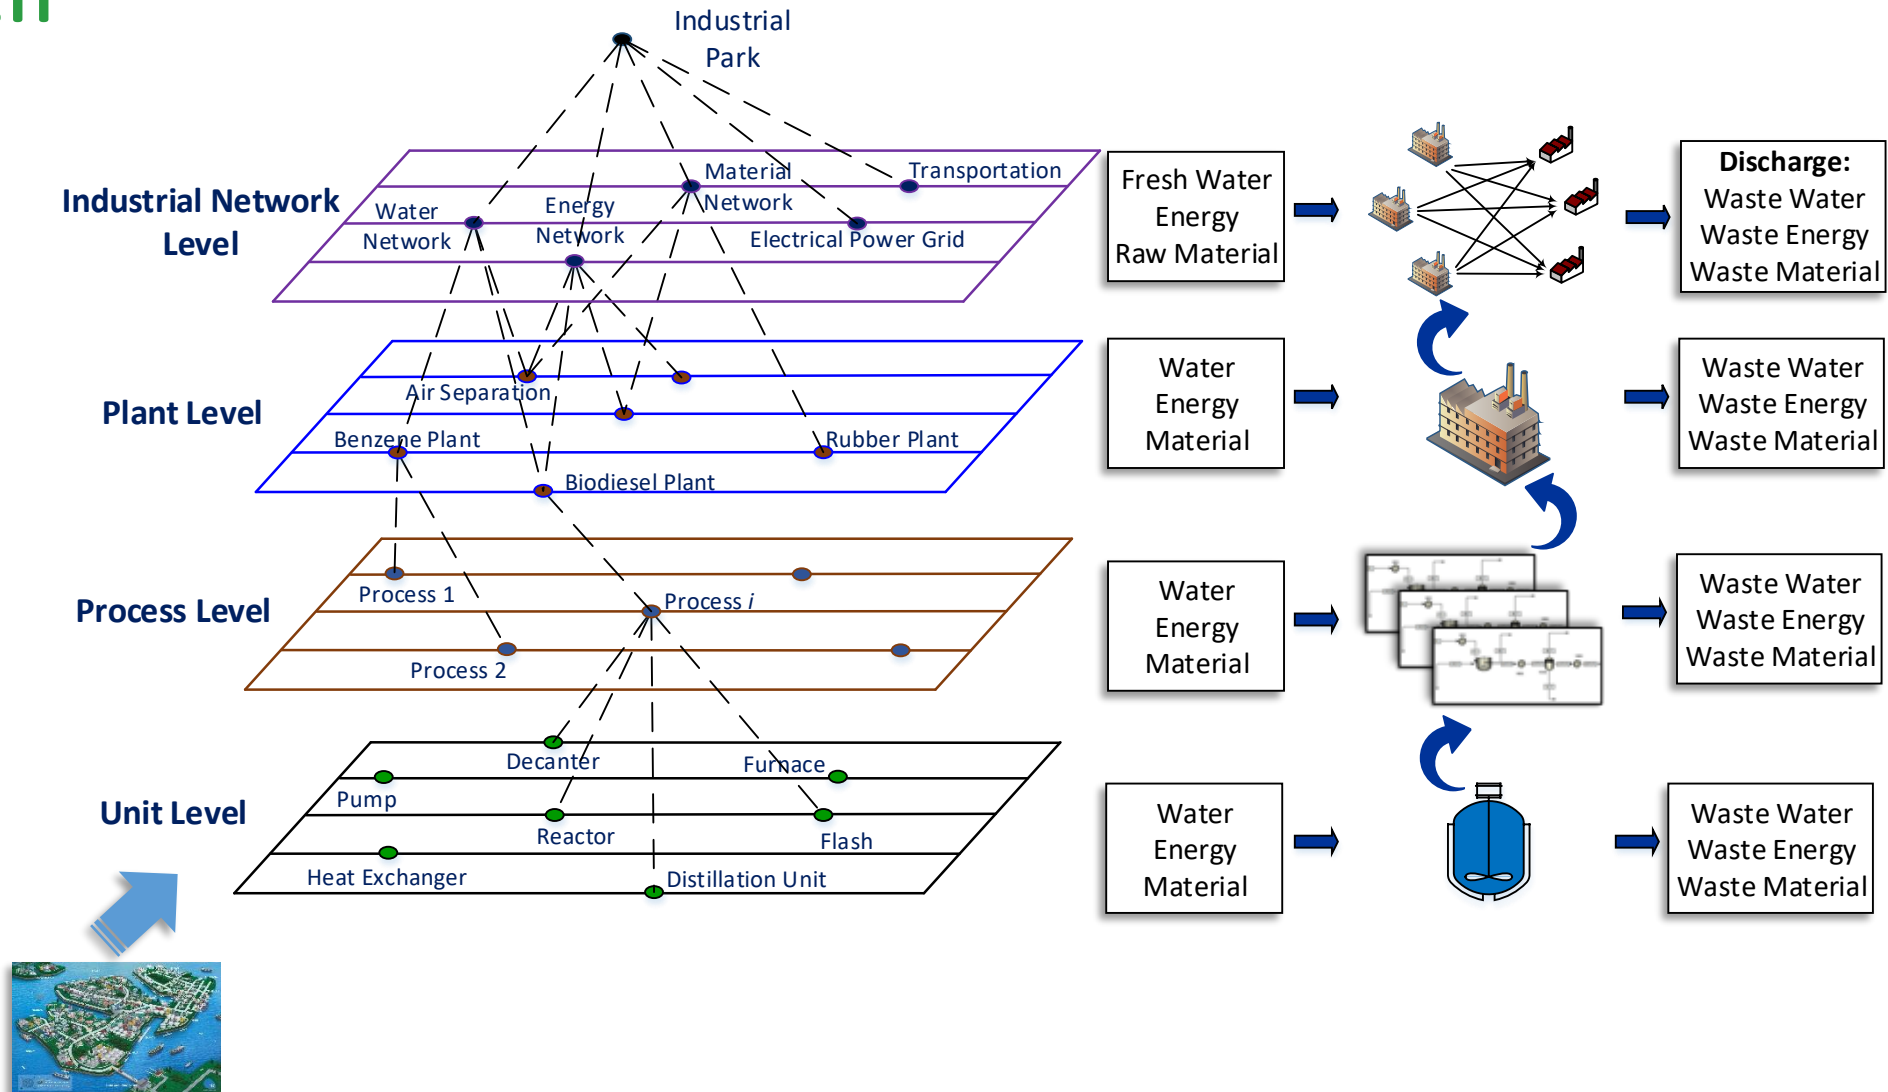 Industrial
Park
Industrial Network
Level
Water
Network
Energy
Network
Material
Network
Transportation
Electrical Power Grid
Fresh Water
Energy
Raw Material
Discharge:
Waste Water
Waste Energy
Waste Material
Plant Level
Air Separation
Benzene Plant
Rubber Plant
Biodiesel Plant
Water
Energy
Material
Waste Water
Waste Energy
Waste Material
Process Level
Process 1
Process i
Process 2
Water
Energy
Material
Waste Water
Waste Energy
Waste Material
Unit Level
Decanter
Furnace
Pump
Reactor
Flash
Heat Exchanger
Distillation Unit
Water
Energy
Material
Waste Water
Waste Energy
Waste Material